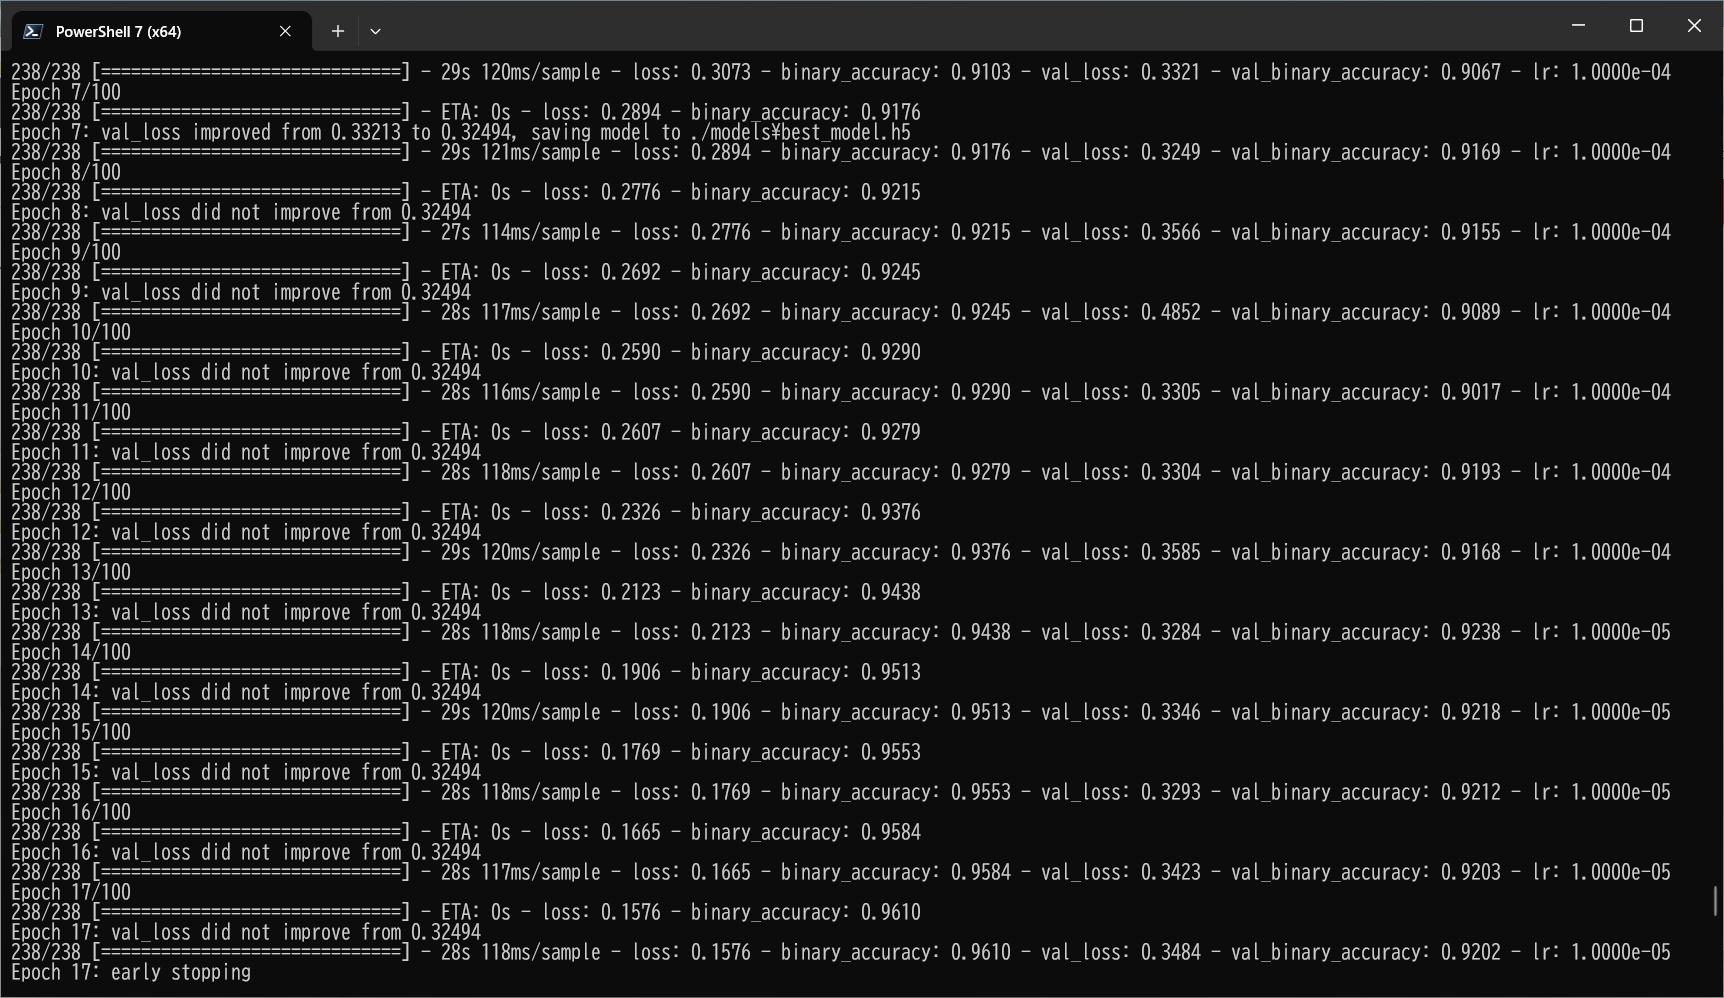 PowerShell 7 (x64)
238/238 [==============================] - 29s 120ms/sample - loss: 0.3073 - binary_accuracy: 0.9103 - val_loss: 0.3321 - val_binary_accuracy: 0.9067 - lr: 1.0000e-04
Epoch 7/100
238/238 [==============================] - ETA: 0s - loss: 0.2894 - binary_accuracy: 0.9176
Epoch 7: val_loss improved from 0.33213 to 0.32494, saving model to ./models¥best_model.h5
238/238 [==============================] - 29s 121ms/sample - loss: 0.2894 - binary_accuracy: 0.9176 - val_loss: 0.3249 - val_binary_accuracy: 0.9169 - lr: 1.0000e-04
Epoch 8/100
238/238 [==============================] - ETA: 0s - loss: 0.2776 - binary_accuracy: 0.9215
Epoch 8: val_loss did not improve from 0.32494
238/238 [==============================] - 27s 114ms/sample - loss: 0.2776 - binary_accuracy: 0.9215 - val_loss: 0.3566 - val_binary_accuracy: 0.9155 - lr: 1.0000e-04
Epoch 9/100
238/238 [==============================] - ETA: 0s - loss: 0.2692 - binary_accuracy: 0.9245
Epoch 9: val_loss did not improve from 0.32494
238/238 [==============================] - 28s 117ms/sample - loss: 0.2692 - binary_accuracy: 0.9245 - val_loss: 0.4852 - val_binary_accuracy: 0.9089 - lr: 1.0000e-04
Epoch 10/100
238/238 [==============================] - ETA: 0s - loss: 0.2590 - binary_accuracy: 0.9290
Epoch 10: val_loss did not improve from 0.32494
238/238 [==============================] - 28s 116ms/sample - loss: 0.2590 - binary_accuracy: 0.9290 - val_loss: 0.3305 - val_binary_accuracy: 0.9017 - lr: 1.0000e-04
Epoch 11/100
238/238 [==============================] - ETA: 0s - loss: 0.2607 - binary_accuracy: 0.9279
Epoch 11: val_loss did not improve from 0.32494
238/238 [==============================] - 28s 118ms/sample - loss: 0.2607 - binary_accuracy: 0.9279 - val_loss: 0.3304 - val_binary_accuracy: 0.9193 - lr: 1.0000e-04
Epoch 12/100
238/238 [==============================] - ETA: 0s - loss: 0.2326 - binary_accuracy: 0.9376
Epoch 12: val_loss did not improve from 0.32494
238/238 [==============================] - 29s 120ms/sample - loss: 0.2326 - binary_accuracy: 0.9376 - val_loss: 0.3585 - val_binary_accuracy: 0.9168 - lr: 1.0000e-04
Epoch 13/100
238/238 [==============================] - ETA: 0s - loss: 0.2123 - binary_accuracy: 0.9438
Epoch 13: val_loss did not improve from 0.32494
238/238 [==============================] - 28s 118ms/sample - loss: 0.2123 - binary_accuracy: 0.9438 - val_loss: 0.3284 - val_binary_accuracy: 0.9238 - lr: 1.0000e-05
Epoch 14/100
238/238 [==============================] - ETA: 0s - loss: 0.1906 - binary_accuracy: 0.9513
Epoch 14: val_loss did not improve from 0.32494
238/238 [==============================] - 29s 120ms/sample - loss: 0.1906 - binary_accuracy: 0.9513 - val_loss: 0.3346 - val_binary_accuracy: 0.9218 - lr: 1.0000e-05
Epoch 15/100
238/238 [==============================] - ETA: 0s - loss: 0.1769 - binary_accuracy: 0.9553
Epoch 15: val_loss did not improve from 0.32494
238/238 [==============================] - 28s 118ms/sample - loss: 0.1769 - binary_accuracy: 0.9553 - val_loss: 0.3293 - val_binary_accuracy: 0.9212 - lr: 1.0000e-05
Epoch 16/100
238/238 [==============================] - ETA: 0s - loss: 0.1665 - binary_accuracy: 0.9584
Epoch 16: val_loss did not improve from 0.32494
238/238 [==============================] - 28s 117ms/sample - loss: 0.1665 - binary_accuracy: 0.9584 - val_loss: 0.3423 - val_binary_accuracy: 0.9203 - lr: 1.0000e-05
Epoch 17/100
238/238 [==============================] - ETA: 0s - loss: 0.1576 - binary_accuracy: 0.9610
Epoch 17: val_loss did not improve from 0.32494
238/238 [==============================] - 28s 118ms/sample - loss: 0.1576 - binary_accuracy: 0.9610 - val_loss: 0.3484 - val_binary_accuracy: 0.9202 - lr: 1.0000e-05
Epoch 17: early stopping